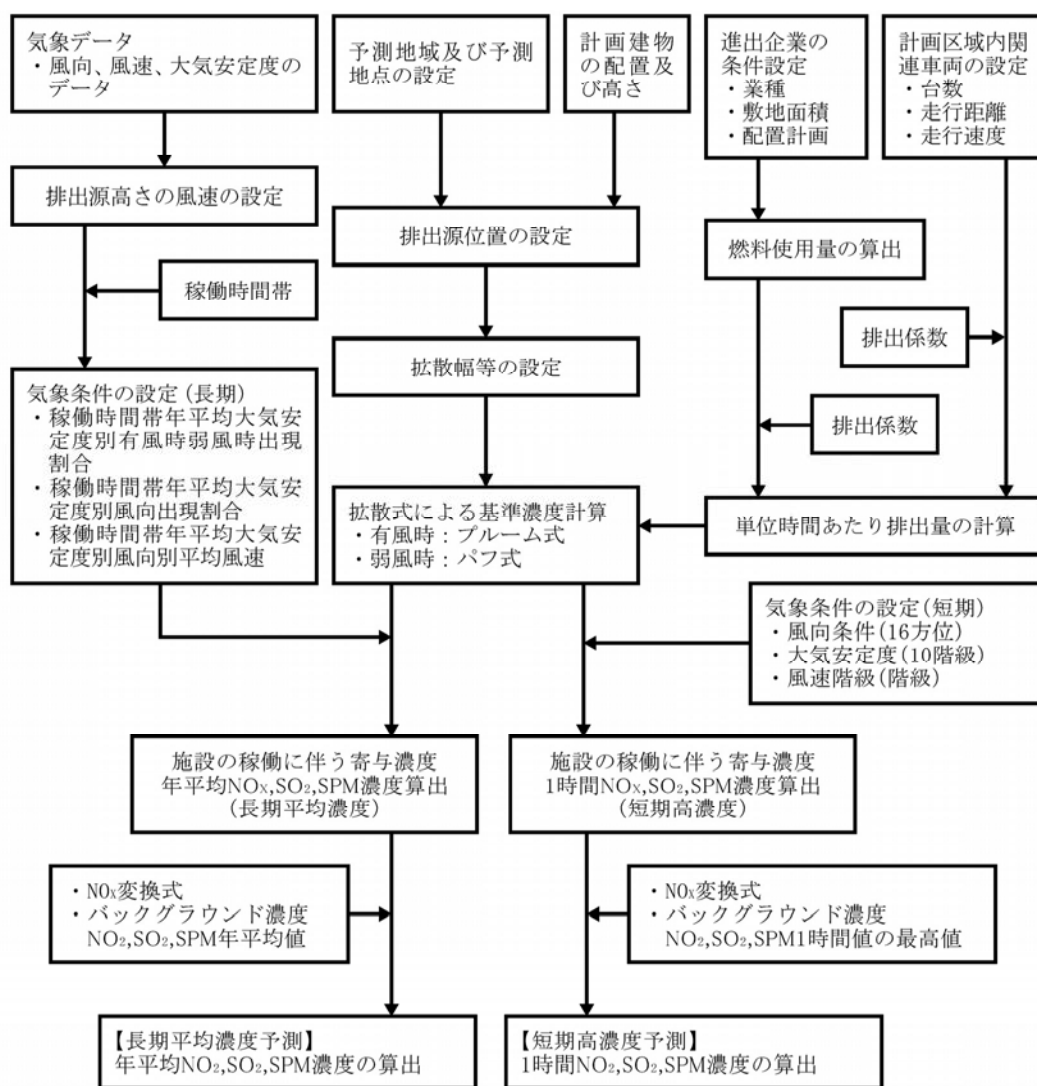 気象データ
・風向、風速、大気安定度の
データ
予測地域及び予測
地点の設定
計画建物
の配置及
び高さ
進出企業の
条件設定
・業種
・敷地面積
・配置計画
計画区域内関
連車両の設定
・台数
・走行距離
・走行速度
排出源高さの風速の設定
排出源位置の設定
燃料使用量の算出
稼働時間帯
排出係数
拡散幅等の設定
気象条件の設定(長期)
・稼働時間帯年平均大気安
定度別有風時弱風時出現
割合
・稼働時間帯年平均大気安
定度別風向出現割合
・稼働時間帯年平均大気安
定度別風向別平均風速
排出係数
拡散式による基準濃度計算
・有風時:プルーム式
・弱風時:パフ式
単位時間あたり排出量の計算
気象条件の設定(短期)
・風向条件(16方位)
・大気安定度(10階級)
・風速階級(階級)
施設の稼働に伴う寄与濃度
年平均NOX,SO2,SPM濃度算出
(長期平均濃度)
施設の稼働に伴う寄与濃度
1時間NOX,SO2,SPM濃度算出
(短期高濃度)
・NOX変換式
・バックグラウンド濃度
NO2,SO2,SPM年平均値
・NOX変換式
・バックグラウンド濃度
NO2,SO2,SPM1時間値の最高値
【長期平均濃度予測】
年平均NO2,SO2,SPM濃度の算出
【短期高濃度予測】
1時間NO2,SO2,SPM濃度の算出